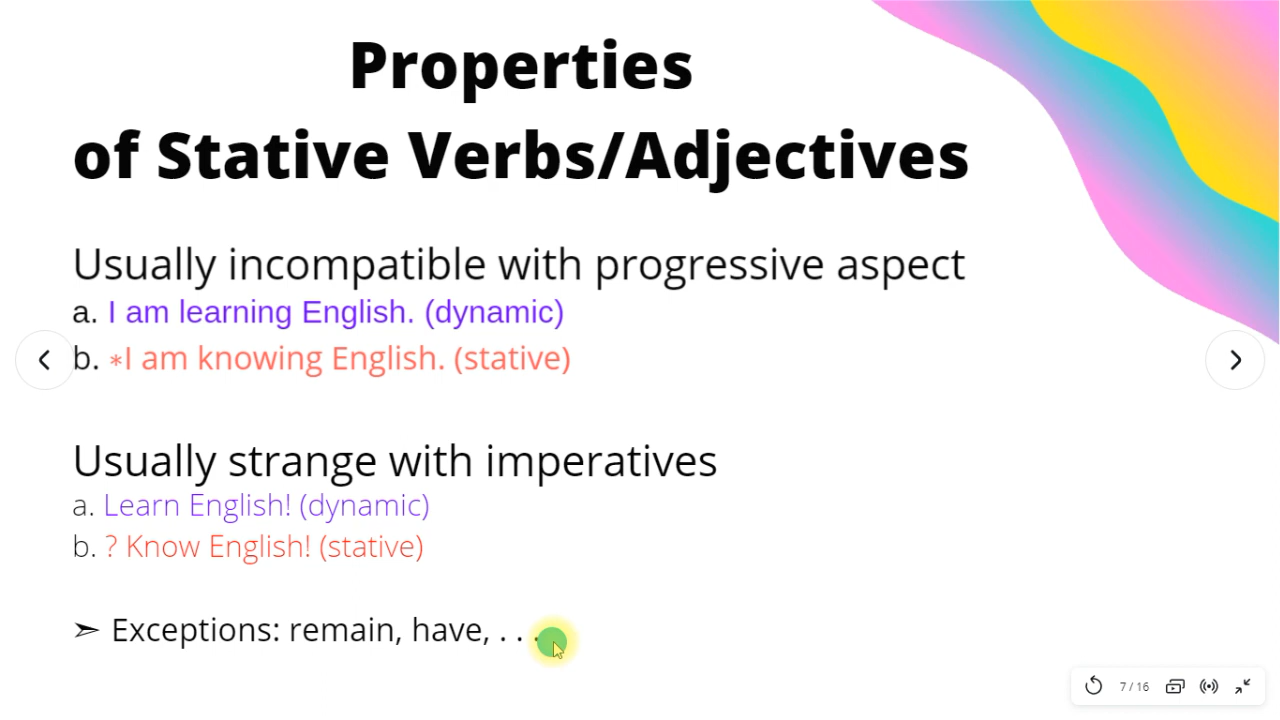 Properties
of Stative Verbs/Adjectives
Usually incompatible with progressive aspect
a. I am learning English. (dynamic)
b. *I am knowing English. (stative)
Usually strange with imperatives
a. Learn English! (dynamic)
b. ? Know English! (stative)
➣ Exceptions: remain, have, . . .
7 / 16